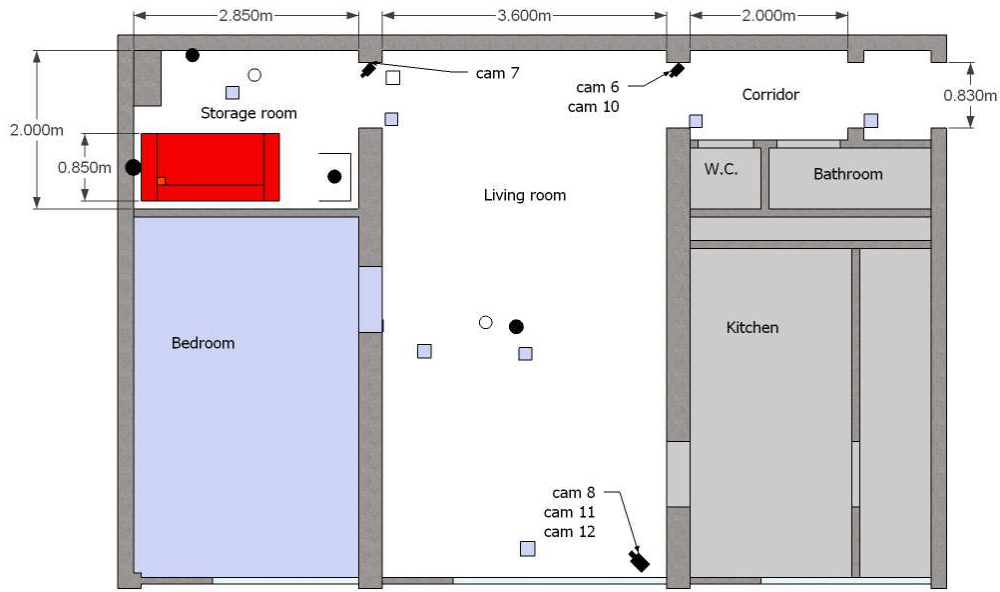 2.850m
3.600m
2.000m
cam 7
cam 6
cam 10
Corridor
0.830m
Storage room
2.000m
0.850m
W.C.
Bathroom
Living room
Kitchen
Bedroom
cam 8
cam 11
cam 12